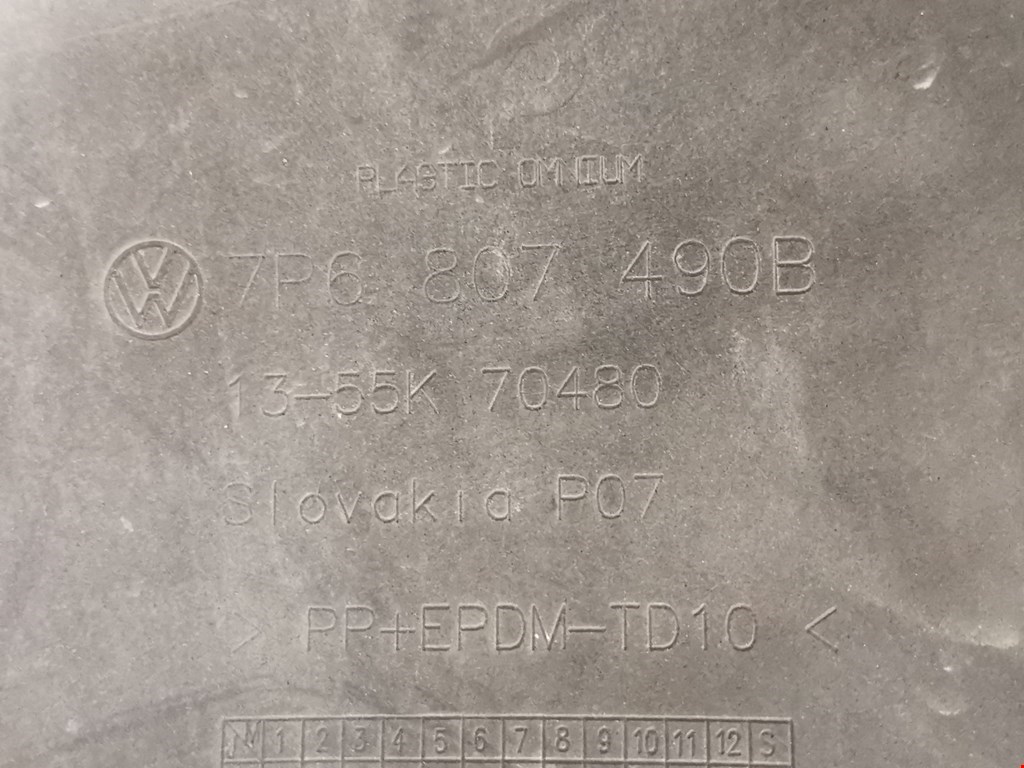 PLASTIC OMNIUM
7P6 807 490B
13-55K 70480
Slovakia P07
> PP+EPDM-TD10 <
1 2 3 4 5 6 7 8 9 10 11 12 S